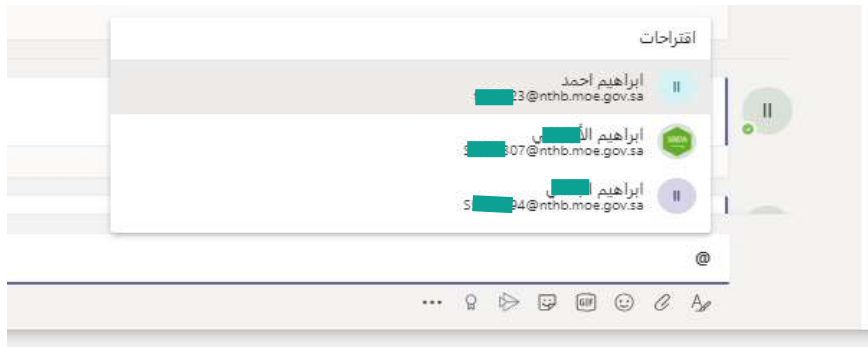 اقتراحات
ابراهيم احمد
23@nthb.moe.gov.sa
ابراهيم
307@nthb.moe.gov.sa
ابراهيم
94@nthb.moe.gov.sa
@
GIF